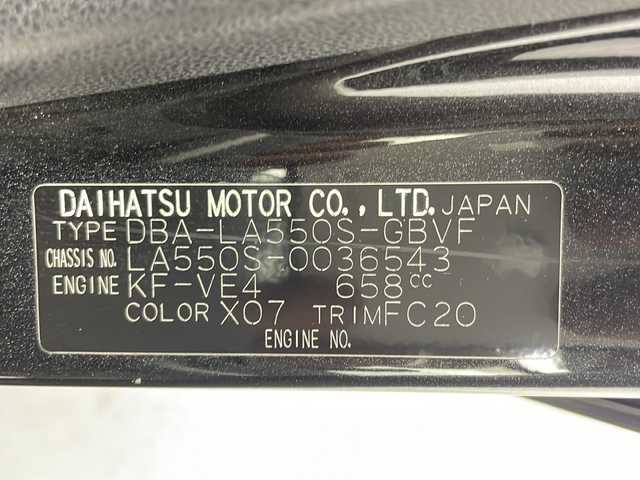 DAIHATSU MOTOR CO., LTD. JAPAN
TYPE DBA-LA550S-GBVF
CHASSIS NO. LA550S-0036543
ENGINE KF-VE4 658cc
COLOR X07 TRIM FC20
ENGINE NO.